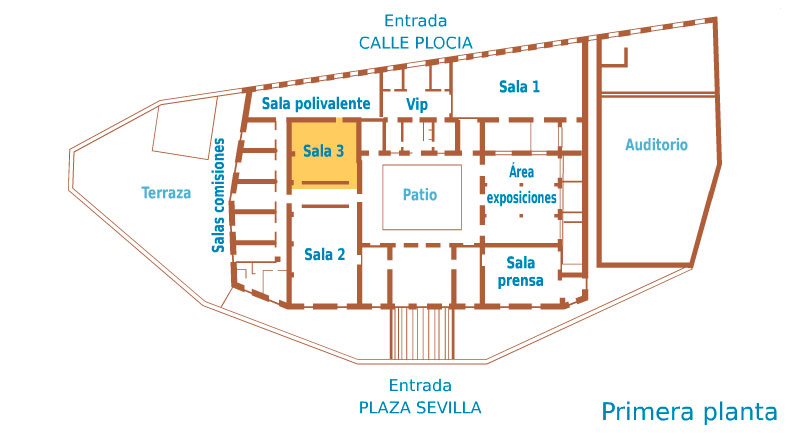 Entrada
CALLE PLOCIA
Sala 1
Sala polivalente
Vip
Auditorio
Sala 3
Salas comisiones
Terraza
Patio
Área
exposiciones
Sala 2
Sala
prensa
Entrada
PLAZA SEVILLA
Primera planta